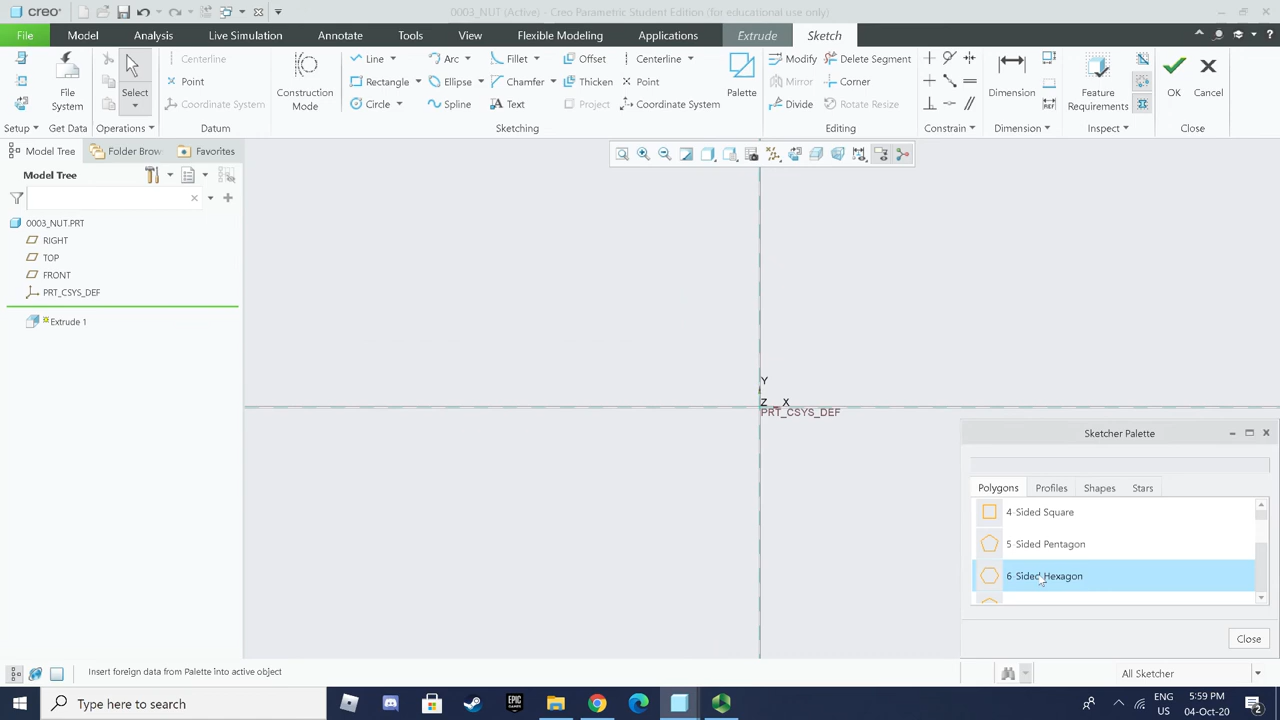 creo 0003_NUT (Active) - Creo Parametric Student Edition (for educational use only)
File Model Analysis Live Simulation Annotate Tools View Flexible Modeling Applications Extrude Sketch
Centerline Line Arc Fillet Offset Centerline Modify Delete Segment
Point Rectangle Ellipse Chamfer Thicken Point Mirror Corner
Coordinate System Circle Spline Text Project Coordinate System Divide Rotate Resize
File System Select Construction Mode Palette Dimension Feature Requirements OK Cancel
Setup Get Data Operations Datum Sketching Editing Constrain Dimension Inspect Close
Model Tree Folder Brow Favorites
Model Tree
0003_NUT.PRT
RIGHT
TOP
FRONT
PRT_CSYS_DEF
Extrude 1
Y
Z X
PRT_CSYS_DEF
Sketcher Palette
Polygons Profiles Shapes Stars
4-Sided Square
5-Sided Pentagon
6-Sided Hexagon
Close
Insert foreign data from Palette into active object
All Sketcher
Type here to search
EPIC GAMES
ENG 5:59 PM
US 04-Oct-20